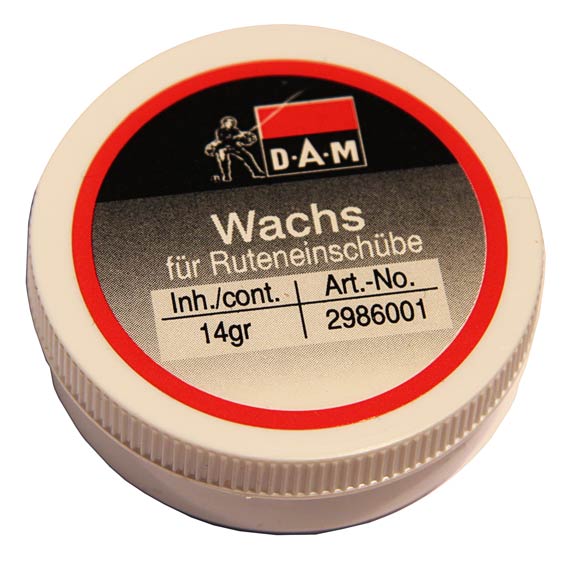 D·A·M
Wachs
für Ruteneinschübe
Inh./cont. Art.-No.
14gr 2986001